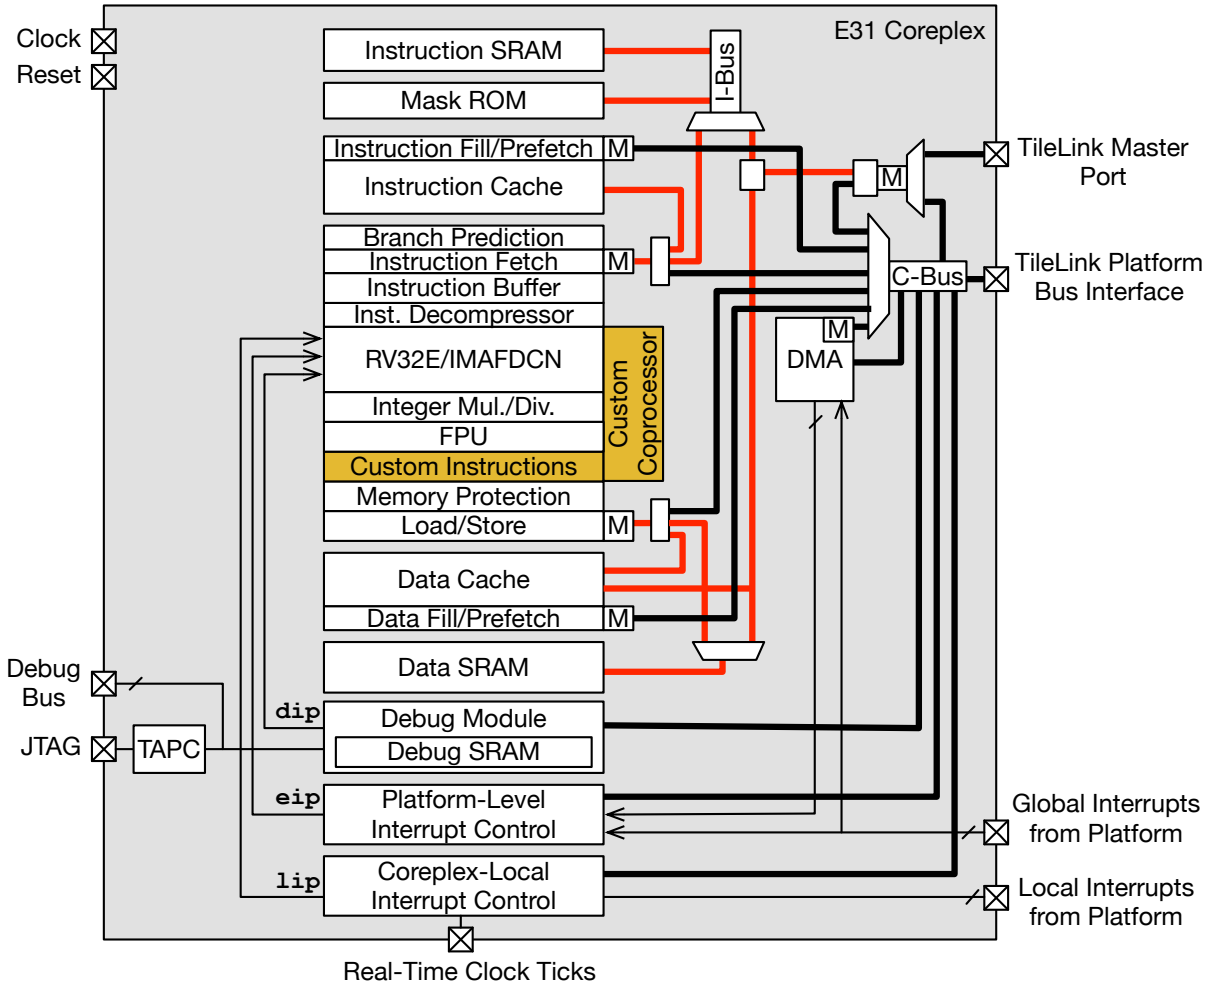 E31 Coreplex
Clock
Reset
Instruction SRAM
I-Bus
Mask ROM
Instruction Fill/Prefetch
M
Instruction Cache
M
TileLink Master
Port
Branch Prediction
Instruction Fetch
M
Instruction Buffer
Inst. Decompressor
C-Bus
TileLink Platform
Bus Interface
RV32E/IMAFDCN
Custom
Coprocessor
M
DMA
Integer Mul./Div.
FPU
Custom Instructions
Memory Protection
Load/Store
M
Data Cache
Data Fill/Prefetch
M
Data SRAM
Debug
Bus
dip
Debug Module
Debug SRAM
JTAG
TAPC
eip
Platform-Level
Interrupt Control
Global Interrupts
from Platform
lip
Coreplex-Local
Interrupt Control
Local Interrupts
from Platform
Real-Time Clock Ticks